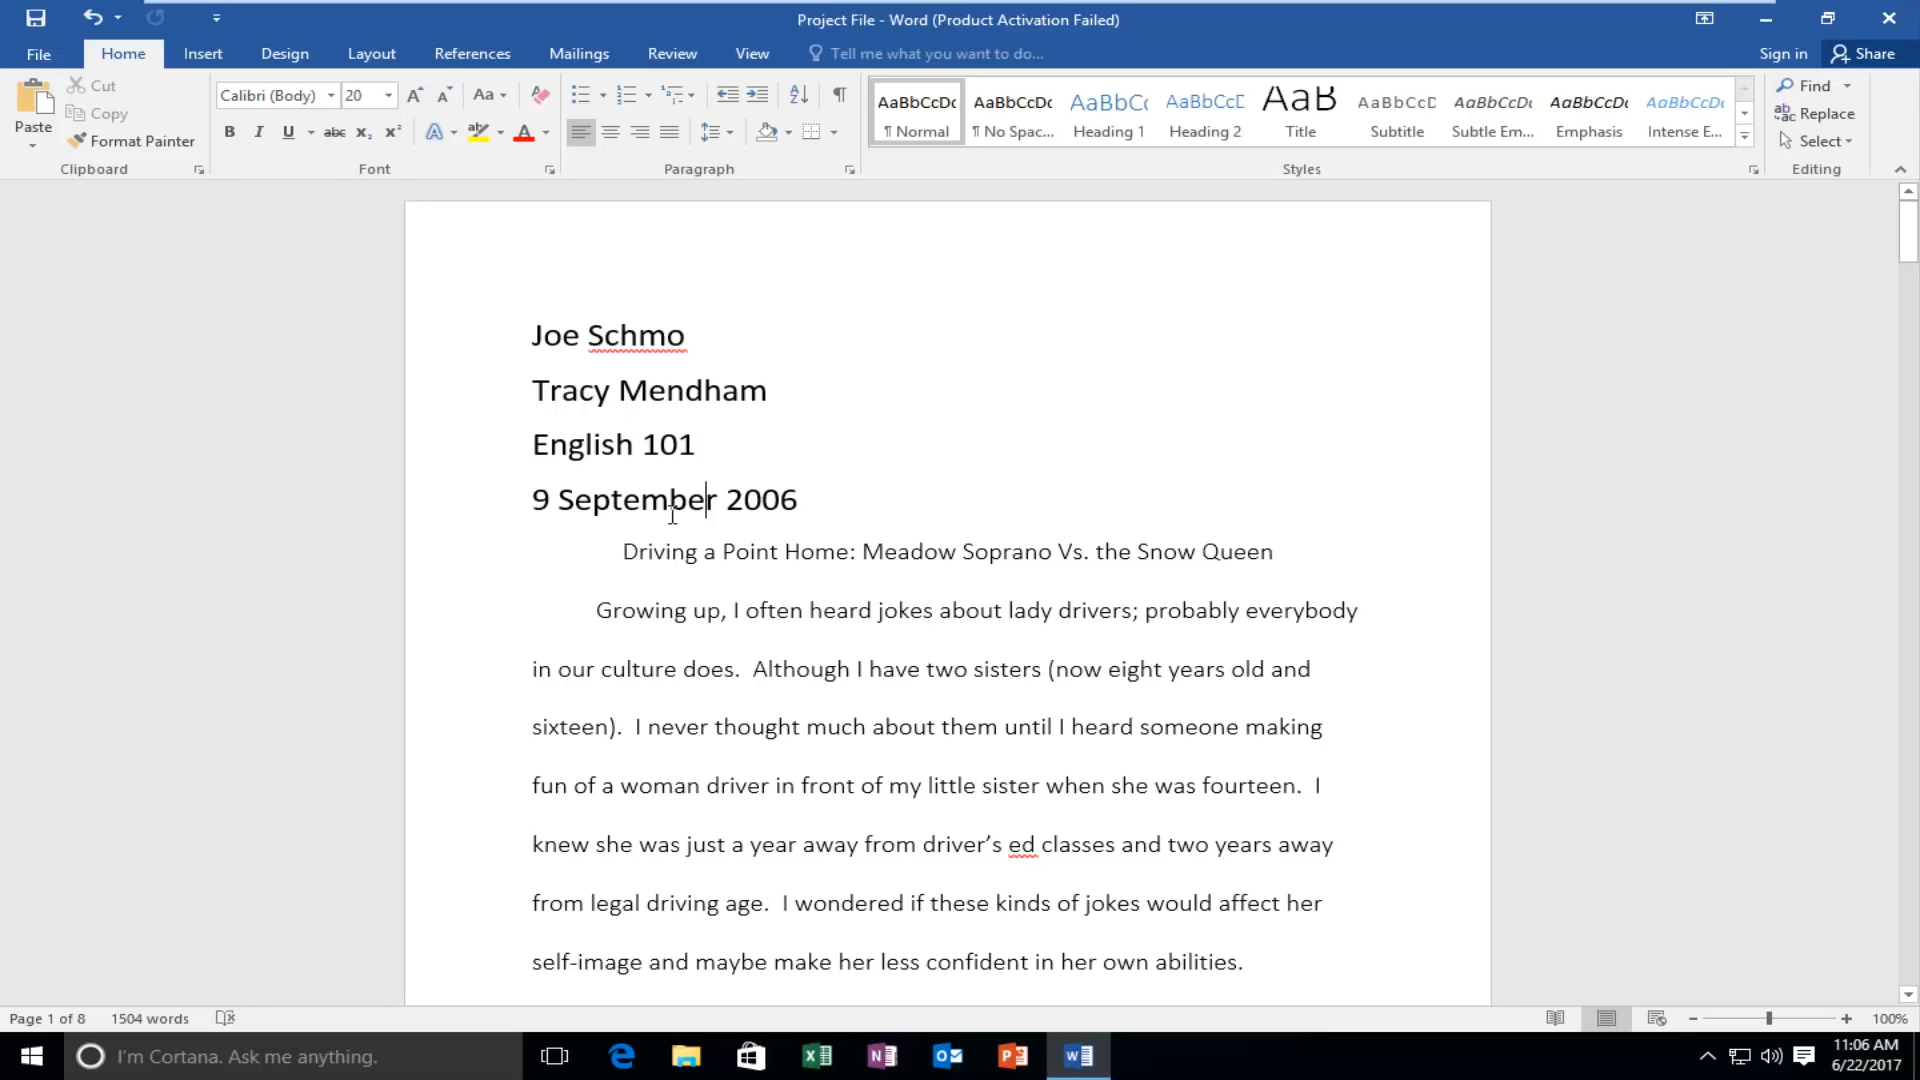 Project File - Word (Product Activation Failed)
File Home Insert Design Layout References Mailings Review View Tell me what you want to do... Sign in Share
Paste Cut Copy Format Painter
Clipboard
Calibri (Body) 20 Aa
B I U abc x₂ x² A A
Font
Paragraph
AaBbCcDc ¶ Normal
AaBbCcDc ¶ No Spac...
AaBbC Heading 1
AaBbCcD Heading 2
AaB Title
AaBbCcD Subtitle
AaBbCcDc Subtle Em...
AaBbCcDc Emphasis
AaBbCcDc Intense E...
Styles
Find
Replace
Select
Editing
Joe Schmo
Tracy Mendham
English 101
9 September 2006
Driving a Point Home: Meadow Soprano Vs. the Snow Queen
Growing up, I often heard jokes about lady drivers; probably everybody
in our culture does.  Although I have two sisters (now eight years old and
sixteen).  I never thought much about them until I heard someone making
fun of a woman driver in front of my little sister when she was fourteen.  I
knew she was just a year away from driver’s ed classes and two years away
from legal driving age.  I wondered if these kinds of jokes would affect her
self-image and maybe make her less confident in her own abilities.
Page 1 of 8 1504 words 100%
I'm Cortana. Ask me anything.
11:06 AM
6/22/2017